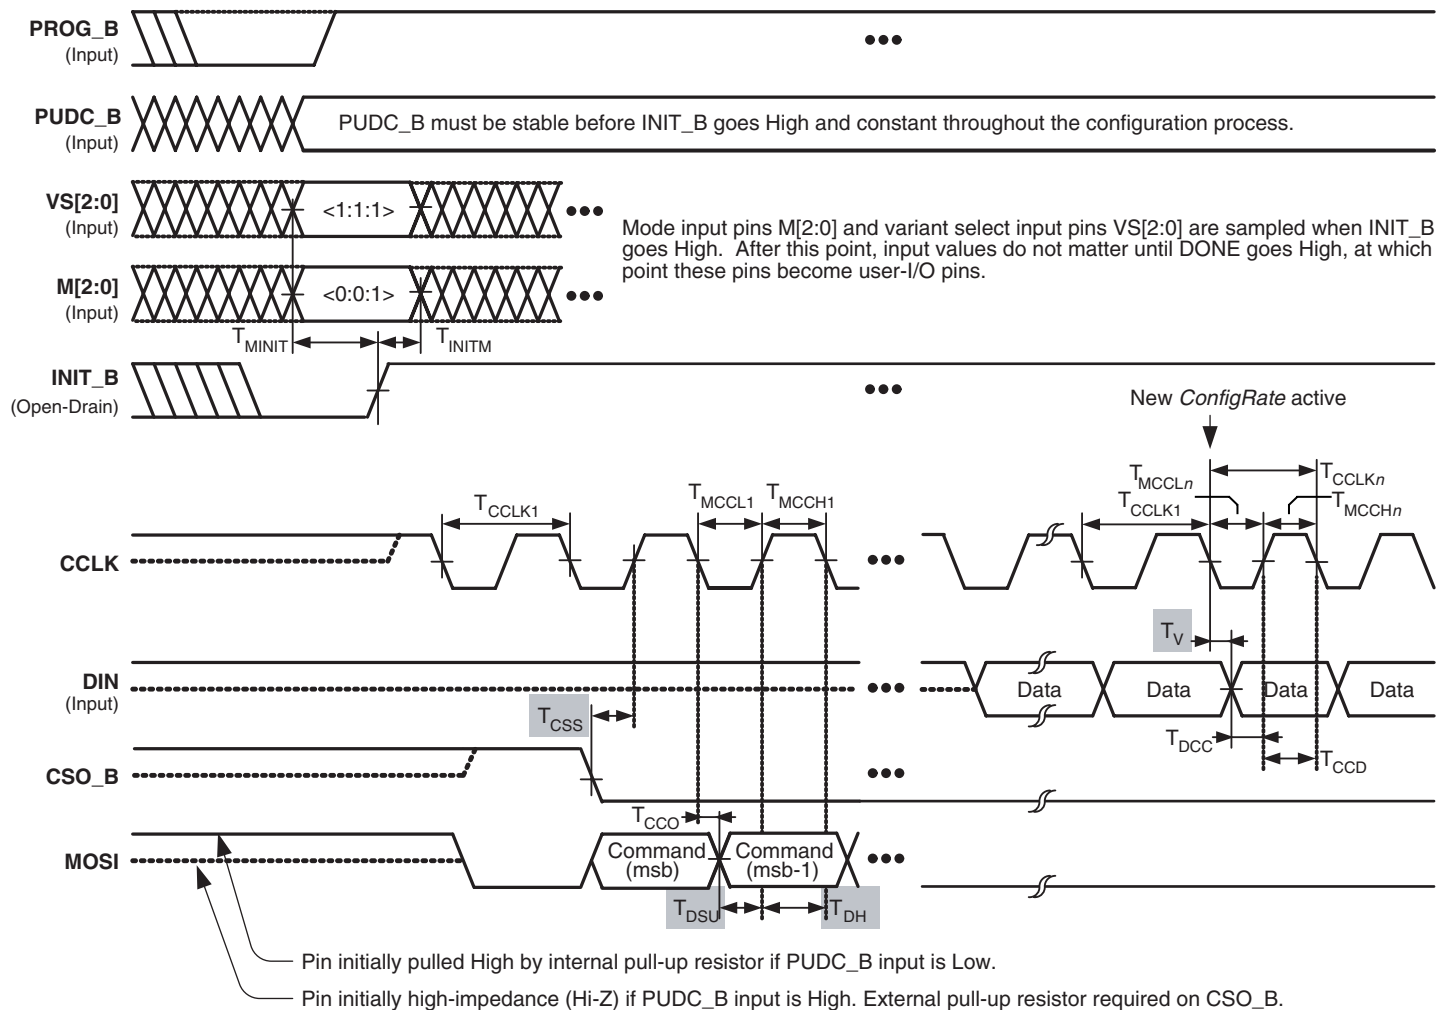 PROG_B
(Input)
PUDC_B
(Input)
PUDC_B must be stable before INIT_B goes High and constant throughout the configuration process.
VS[2:0]
(Input)
<1:1:1>
Mode input pins M[2:0] and variant select input pins VS[2:0] are sampled when INIT_B
goes High. After this point, input values do not matter until DONE goes High, at which
point these pins become user-I/O pins.
M[2:0]
(Input)
<0:0:1>
TMINIT
TINITM
INIT_B
(Open-Drain)
New ConfigRate active
TCCLK1
TMCCL1
TMCCH1
TMCCLn
TCCLK1
TCCLKn
TMCCHn
CCLK
TV
DIN
(Input)
Data
Data
Data
Data
TCSS
TDCC
TCCD
CSO_B
TCCO
MOSI
Command
(msb)
Command
(msb-1)
TDSU
TDH
Pin initially pulled High by internal pull-up resistor if PUDC_B input is Low.
Pin initially high-impedance (Hi-Z) if PUDC_B input is High. External pull-up resistor required on CSO_B.